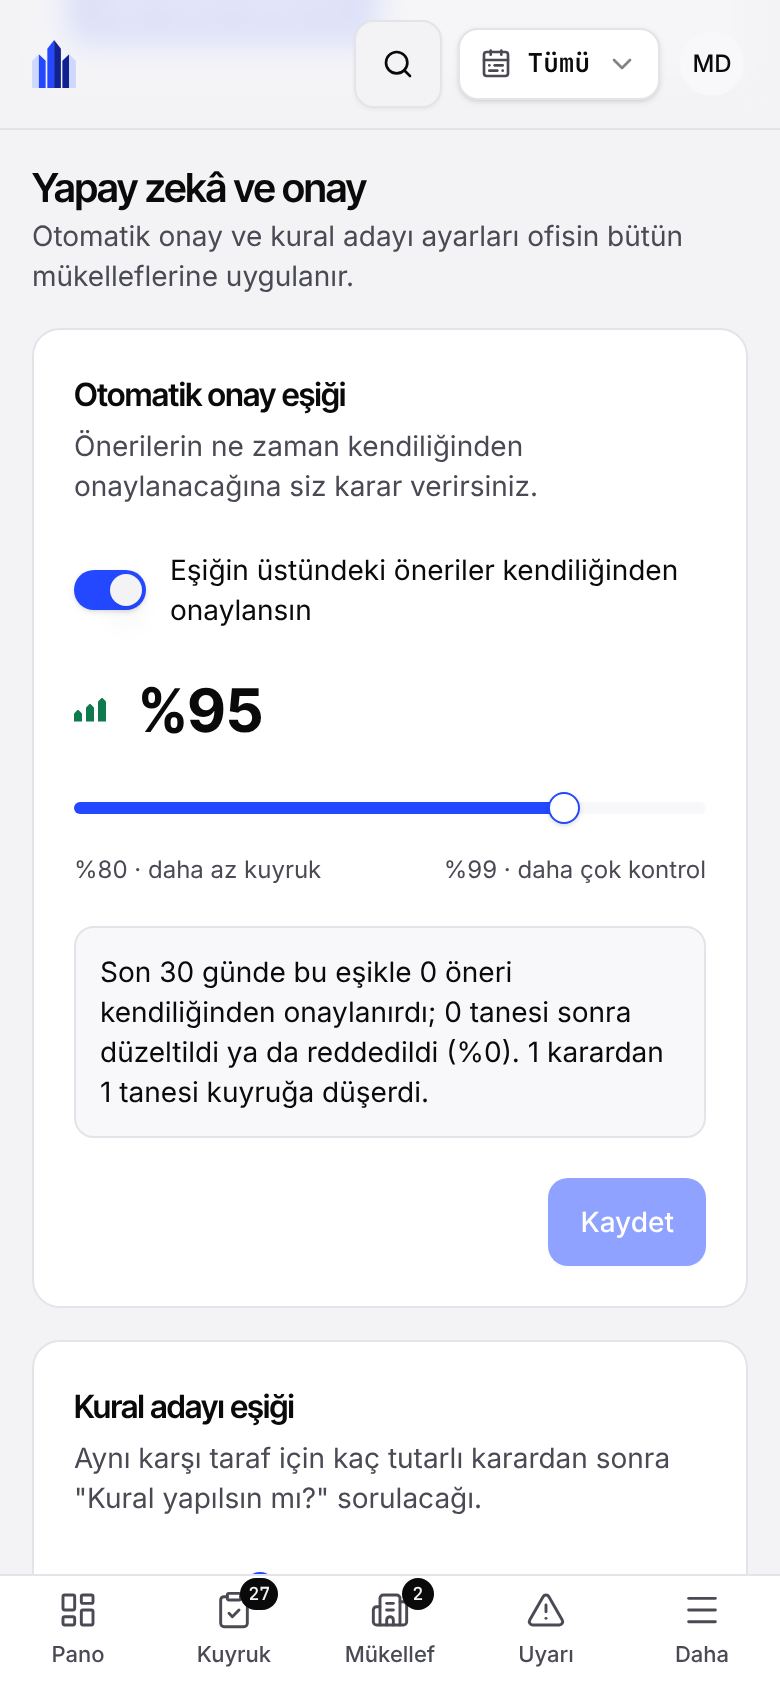 Tümü
MD
Yapay zekâ ve onay
Otomatik onay ve kural adayı ayarları ofisin bütün
mükelleflerine uygulanır.
Otomatik onay eşiği
Önerilerin ne zaman kendiliğinden
onaylanacağına siz karar verirsiniz.
Eşiğin üstündeki öneriler kendiliğinden
onaylansın
%95
%80 · daha az kuyruk
%99 · daha çok kontrol
Son 30 günde bu eşikle 0 öneri
kendiliğinden onaylanırdı; 0 tanesi sonra
düzeltildi ya da reddedildi (%0). 1 karardan
1 tanesi kuyruğa düşerdi.
Kaydet
Kural adayı eşiği
Aynı karşı taraf için kaç tutarlı karardan sonra
"Kural yapılsın mı?" sorulacağı.
27
2
Pano
Kuyruk
Mükellef
Uyarı
Daha